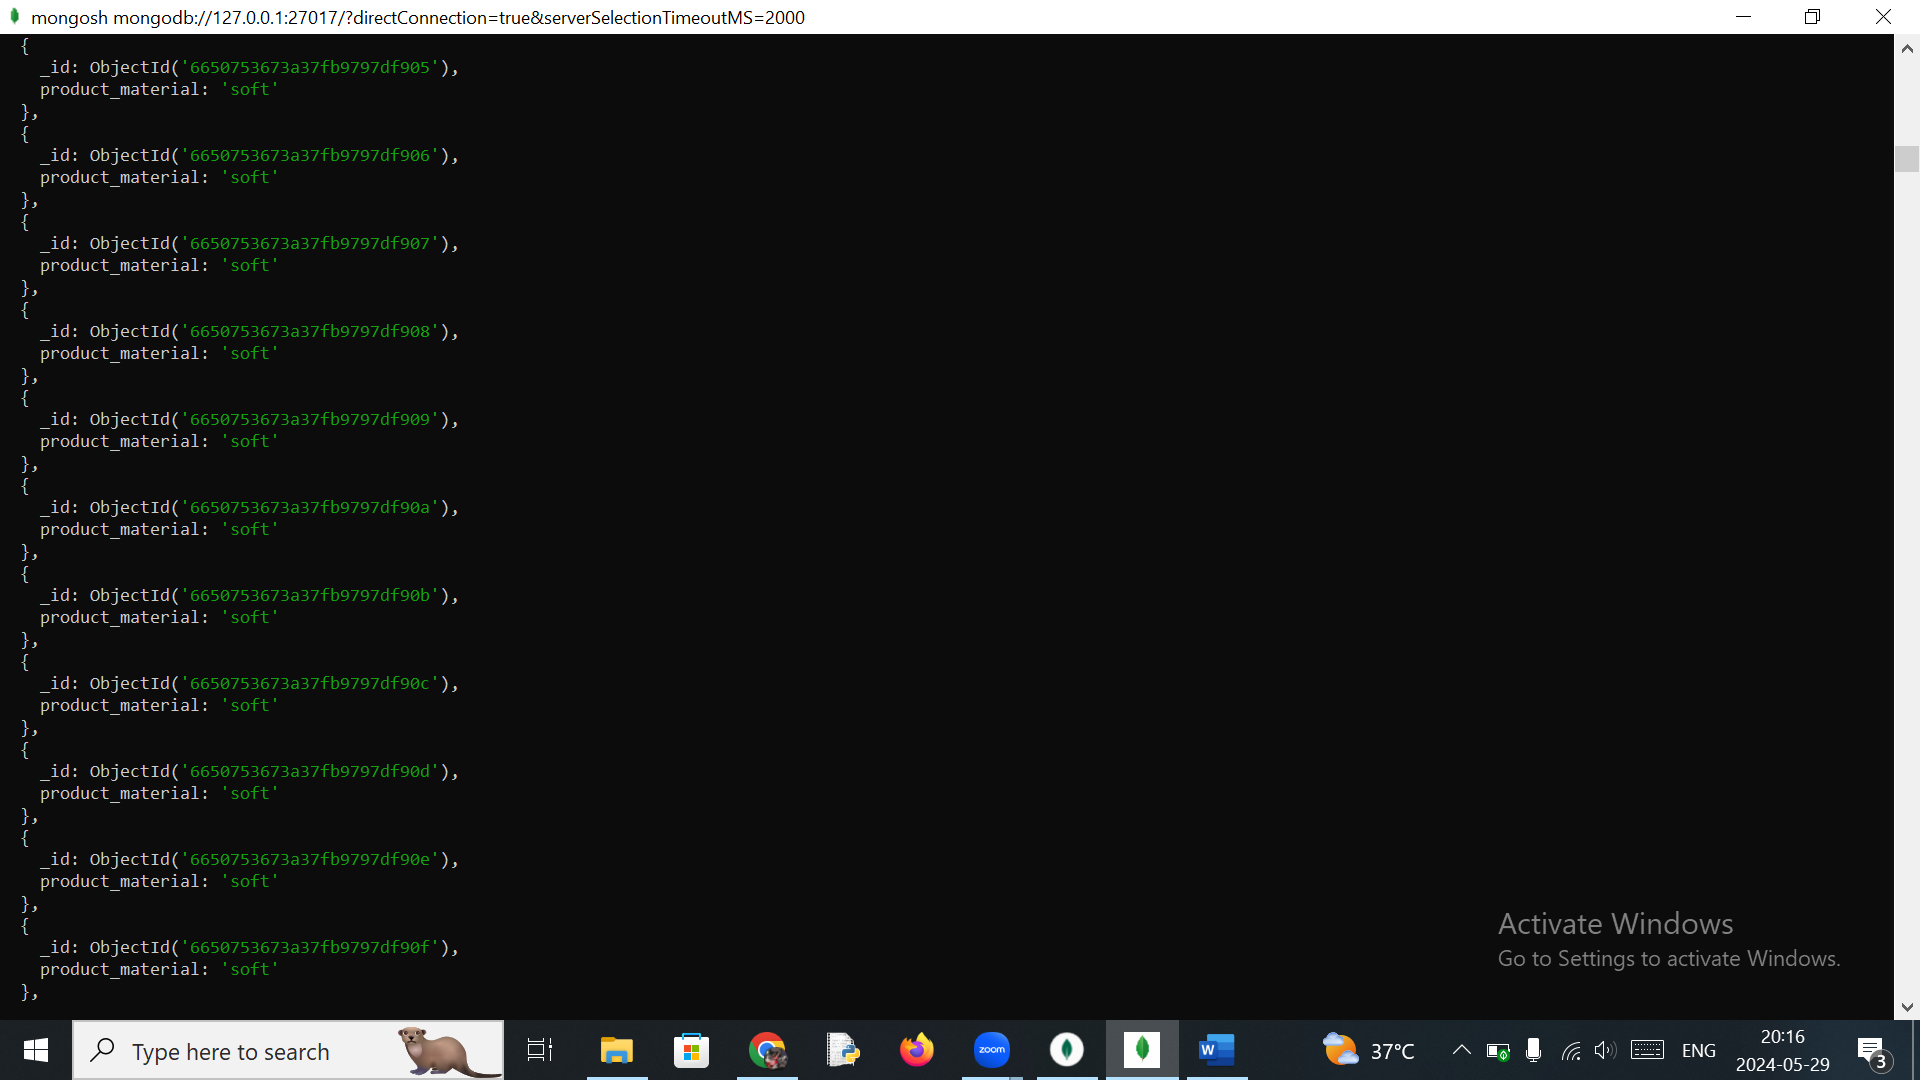 mongosh mongodb://127.0.0.1:27017/?directConnection=true&serverSelectionTimeoutMS=2000
{
_id: ObjectId('6650753673a37fb9797df905'),
product_material: 'soft'
},
{
_id: ObjectId('6650753673a37fb9797df906'),
product_material: 'soft'
},
{
_id: ObjectId('6650753673a37fb9797df907'),
product_material: 'soft'
},
{
_id: ObjectId('6650753673a37fb9797df908'),
product_material: 'soft'
},
{
_id: ObjectId('6650753673a37fb9797df909'),
product_material: 'soft'
},
{
_id: ObjectId('6650753673a37fb9797df90a'),
product_material: 'soft'
},
{
_id: ObjectId('6650753673a37fb9797df90b'),
product_material: 'soft'
},
{
_id: ObjectId('6650753673a37fb9797df90c'),
product_material: 'soft'
},
{
_id: ObjectId('6650753673a37fb9797df90d'),
product_material: 'soft'
},
{
_id: ObjectId('6650753673a37fb9797df90e'),
product_material: 'soft'
},
{
_id: ObjectId('6650753673a37fb9797df90f'),
product_material: 'soft'
},
Activate Windows
Go to Settings to activate Windows.
Type here to search
zoom
W
37°C
ENG
20:16
2024-05-29
3